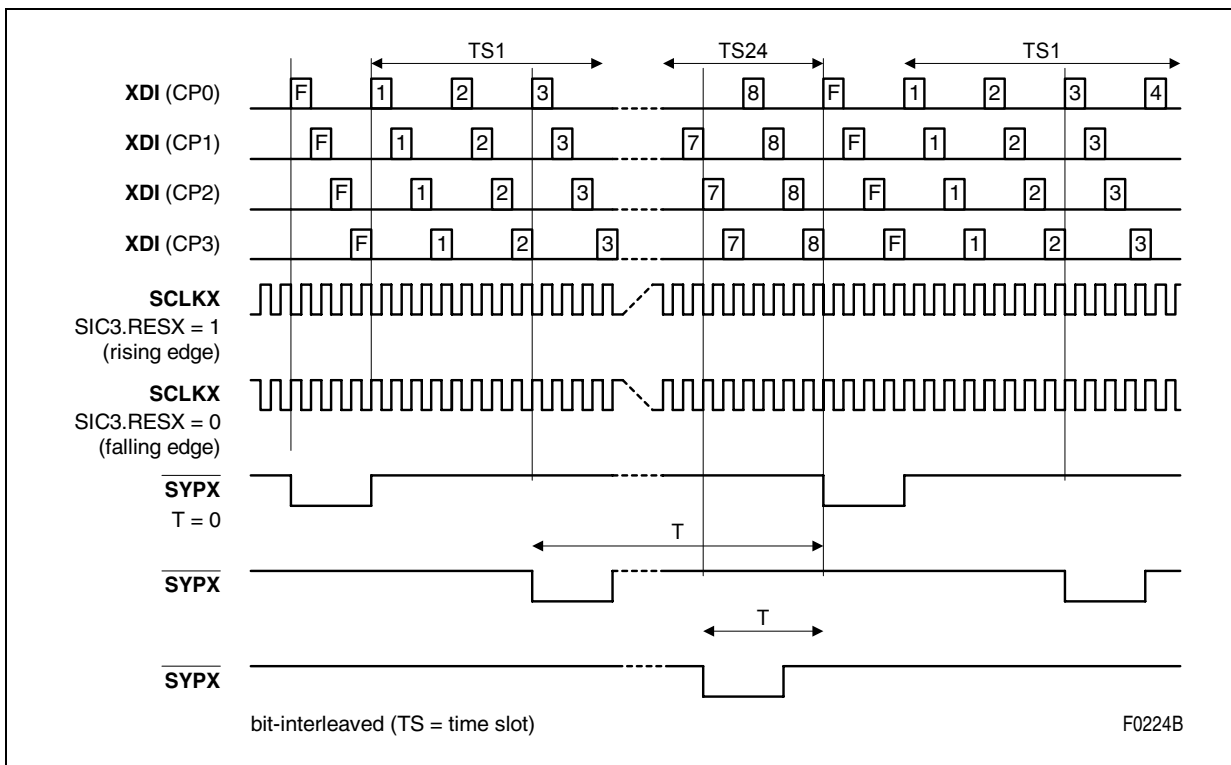 TS1 TS24 TS1
XDI (CP0) F 1 2 3 8 F 1 2 3 4
XDI (CP1) F 1 2 3 7 8 F 1 2 3
XDI (CP2) F 1 2 3 7 8 F 1 2 3
XDI (CP3) F 1 2 3 7 8 F 1 2 3
SCLKX
SIC3.RESX = 1
(rising edge)
SCLKX
SIC3.RESX = 0
(falling edge)
SYPX
T = 0
T
SYPX
T
SYPX
bit-interleaved (TS = time slot) F0224B